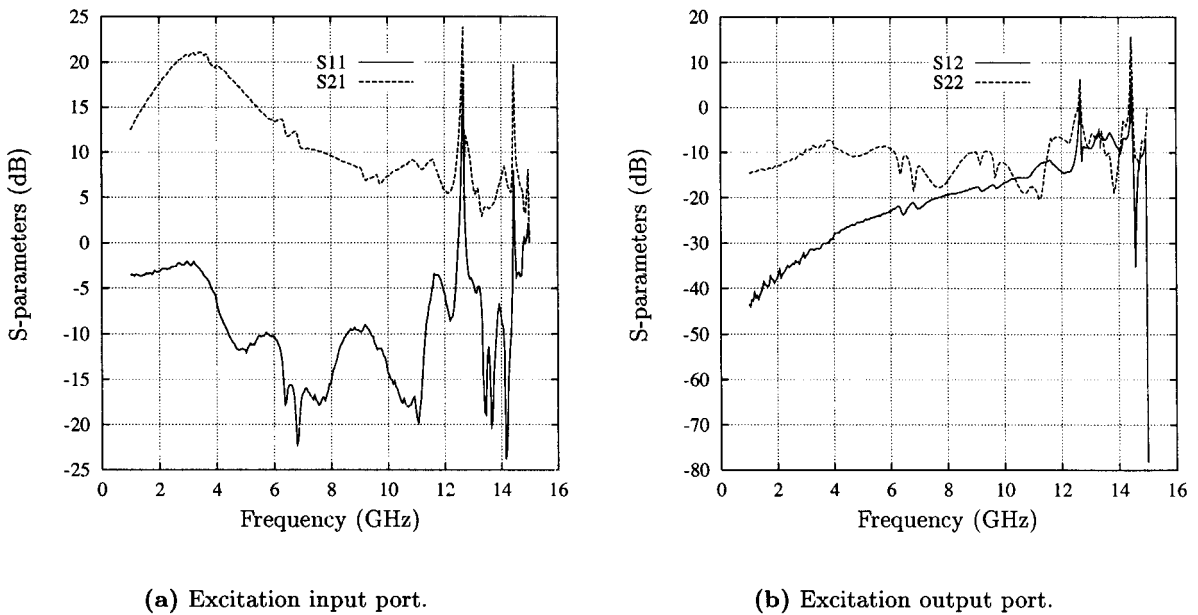 25
20
15
10
5
0
-5
-10
-15
-20
-25
S-parameters (dB)
S11
S21
0 2 4 6 8 10 12 14 16
Frequency (GHz)
(a) Excitation input port.
20
10
0
-10
-20
-30
-40
-50
-60
-70
-80
S-parameters (dB)
S12
S22
0 2 4 6 8 10 12 14 16
Frequency (GHz)
(b) Excitation output port.